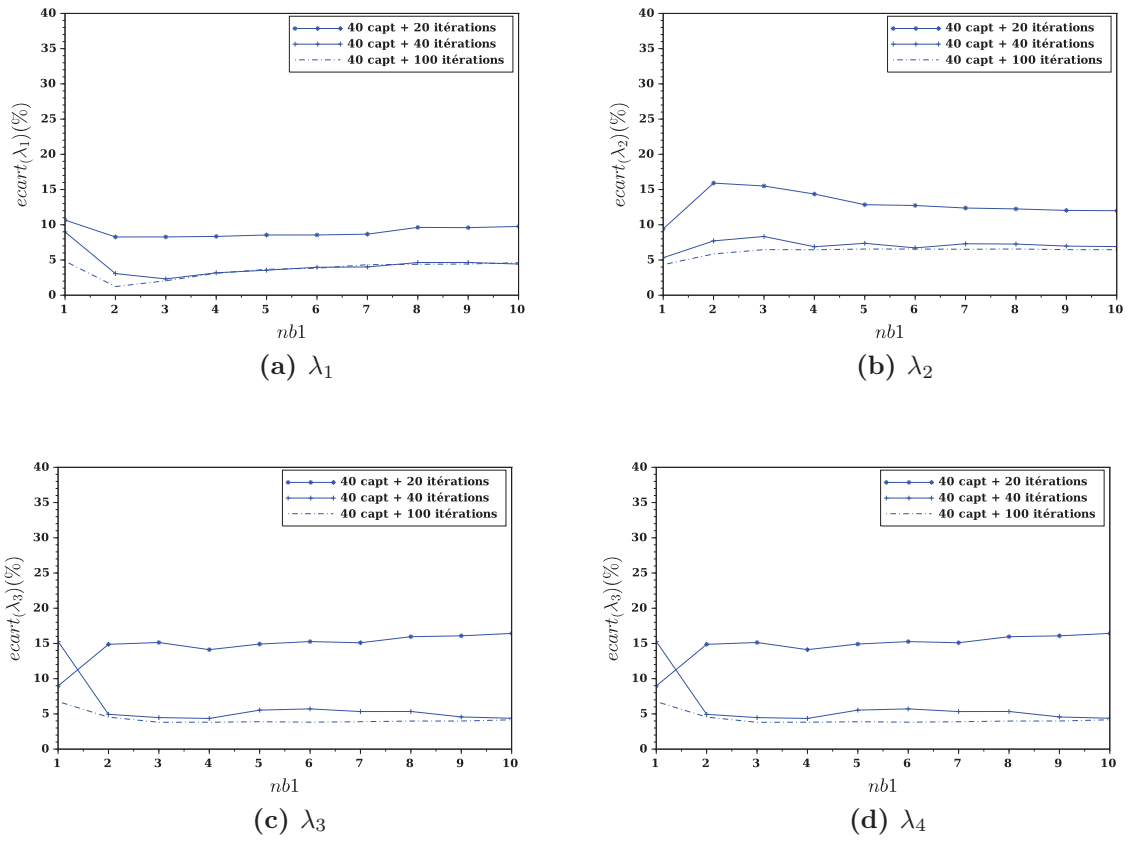 40
35
30
25
20
15
10
5
0
ecart(λ1)(%)
40 capt + 20 itérations
40 capt + 40 itérations
40 capt + 100 itérations
1 2 3 4 5 6 7 8 9 10
nb1
(a) λ1
40
35
30
25
20
15
10
5
0
ecart(λ2)(%)
40 capt + 20 itérations
40 capt + 40 itérations
40 capt + 100 itérations
1 2 3 4 5 6 7 8 9 10
nb1
(b) λ2
40
35
30
25
20
15
10
5
0
ecart(λ3)(%)
40 capt + 20 itérations
40 capt + 40 itérations
40 capt + 100 itérations
1 2 3 4 5 6 7 8 9 10
nb1
(c) λ3
40
35
30
25
20
15
10
5
0
ecart(λ3)(%)
40 capt + 20 itérations
40 capt + 40 itérations
40 capt + 100 itérations
1 2 3 4 5 6 7 8 9 10
nb1
(d) λ4